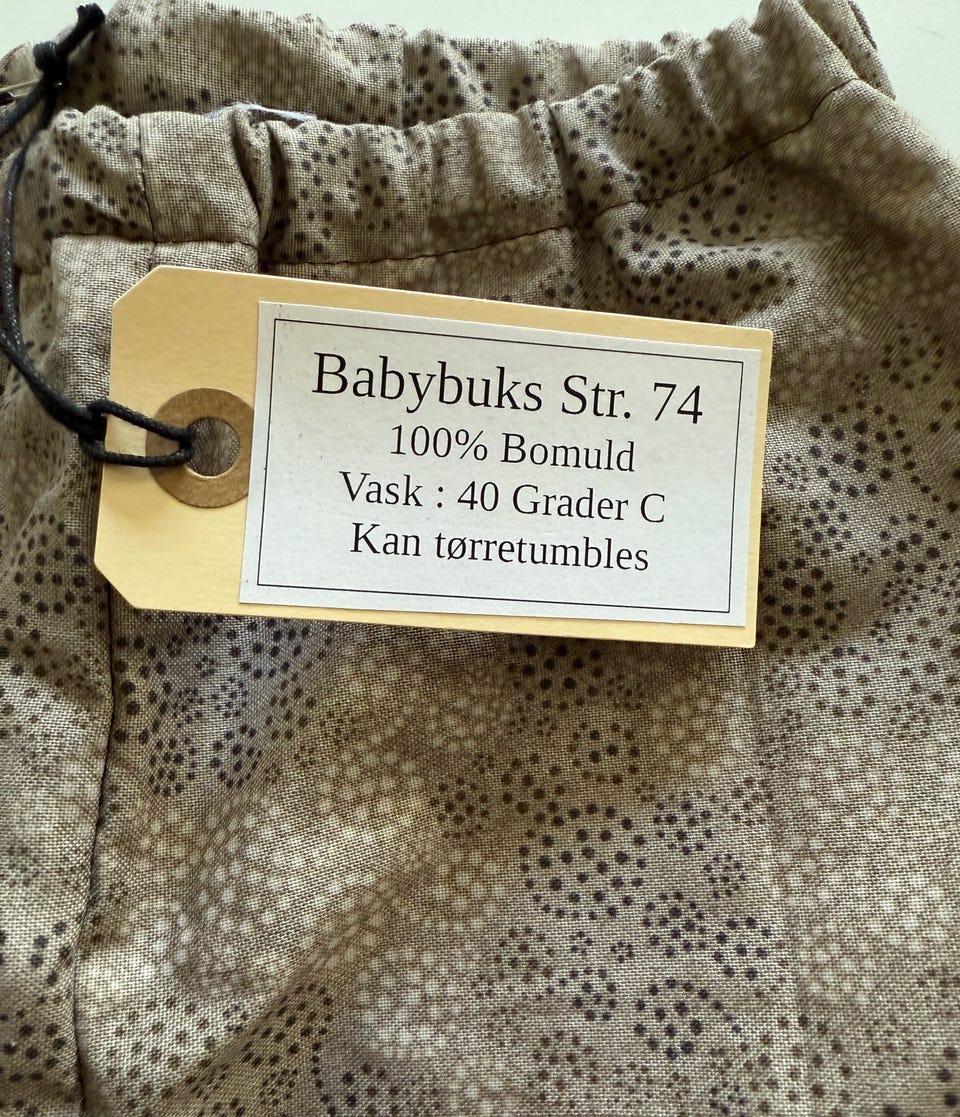 Babybuks Str. 74
100% Bomuld
Vask : 40 Grader C
Kan tørretumbles